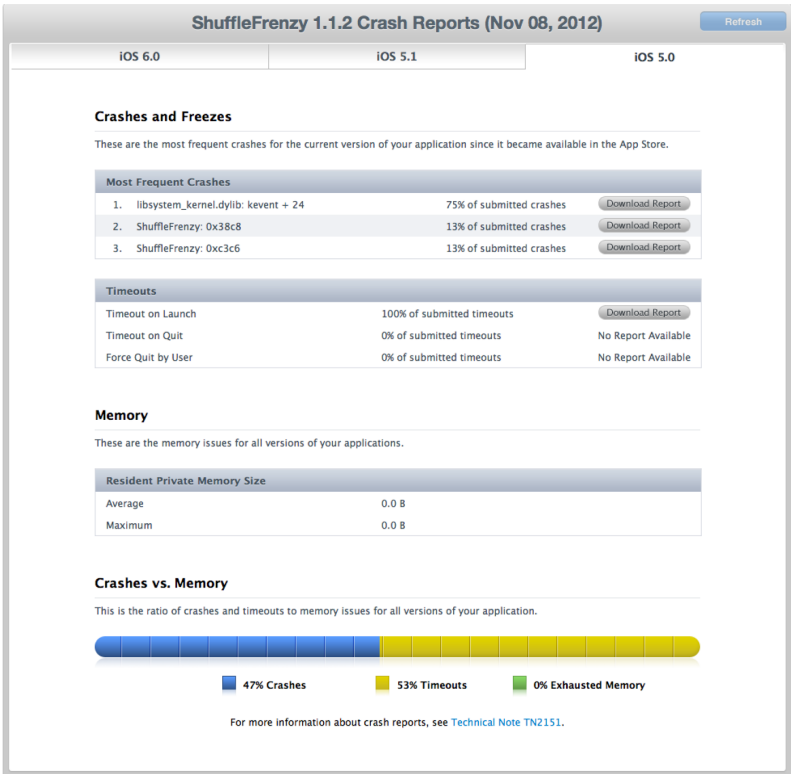 ShuffleFrenzy 1.1.2 Crash Reports (Nov 08, 2012) Refresh
iOS 6.0 iOS 5.1 iOS 5.0
Crashes and Freezes
These are the most frequent crashes for the current version of your application since it became available in the App Store.
Most Frequent Crashes
1. libsystem_kernel.dylib: kevent + 24 75% of submitted crashes Download Report
2. ShuffleFrenzy: 0x38c8 13% of submitted crashes Download Report
3. ShuffleFrenzy: 0xc3c6 13% of submitted crashes Download Report
Timeouts
Timeout on Launch 100% of submitted timeouts Download Report
Timeout on Quit 0% of submitted timeouts No Report Available
Force Quit by User 0% of submitted timeouts No Report Available
Memory
These are the memory issues for all versions of your applications.
Resident Private Memory Size
Average 0.0 B
Maximum 0.0 B
Crashes vs. Memory
This is the ratio of crashes and timeouts to memory issues for all versions of your application.
47% Crashes 53% Timeouts 0% Exhausted Memory
For more information about crash reports, see Technical Note TN2151.